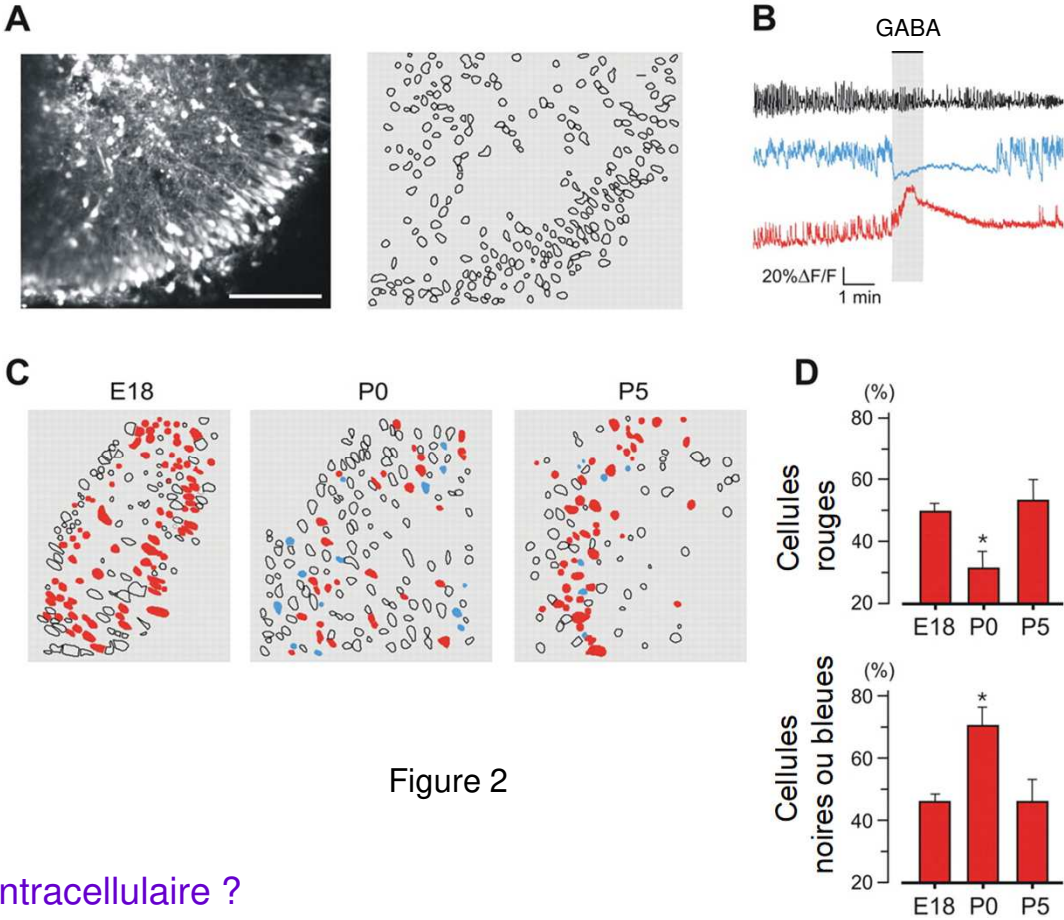 A
B
GABA
20%ΔF/F
1 min
C
E18
P0
P5
D
(%)
80
60
40
20
Cellules
rouges
*
E18 P0 P5
(%)
80
60
40
20
Cellules
noires ou bleues
*
E18 P0 P5
Figure 2
ntracellulaire ?